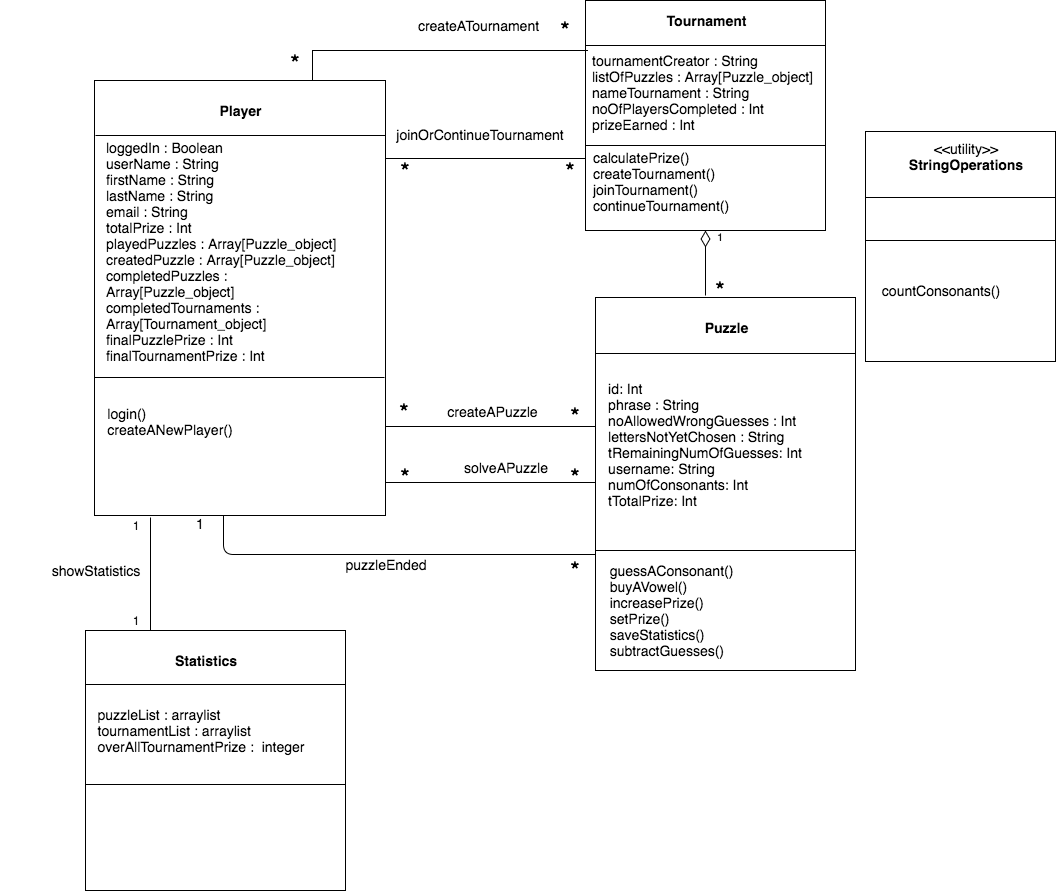 createATournament
*
*
Tournament
tournamentCreator : String
listOfPuzzles : Array[Puzzle_object]
nameTournament : String
noOfPlayersCompleted : Int
prizeEarned : Int
calculatePrize()
createTournament()
joinTournament()
continueTournament()
Player
loggedIn : Boolean
userName : String
firstName : String
lastName : String
email : String
totalPrize : Int
playedPuzzles : Array[Puzzle_object]
createdPuzzle : Array[Puzzle_object]
completedPuzzles :
Array[Puzzle_object]
completedTournaments :
Array[Tournament_object]
finalPuzzlePrize : Int
finalTournamentPrize : Int
login()
createANewPlayer()
joinOrContinueTournament
*
*
<<utility>>
StringOperations
countConsonants()
1
*
Puzzle
id: Int
phrase : String
noAllowedWrongGuesses : Int
lettersNotYetChosen : String
tRemainingNumOfGuesses: Int
username: String
numOfConsonants: Int
tTotalPrize: Int
guessAConsonant()
buyAVowel()
increasePrize()
setPrize()
saveStatistics()
subtractGuesses()
*
createAPuzzle
*
*
solveAPuzzle
*
1
puzzleEnded
*
1
showStatistics
1
Statistics
puzzleList : arraylist
tournamentList : arraylist
overAllTournamentPrize :  integer